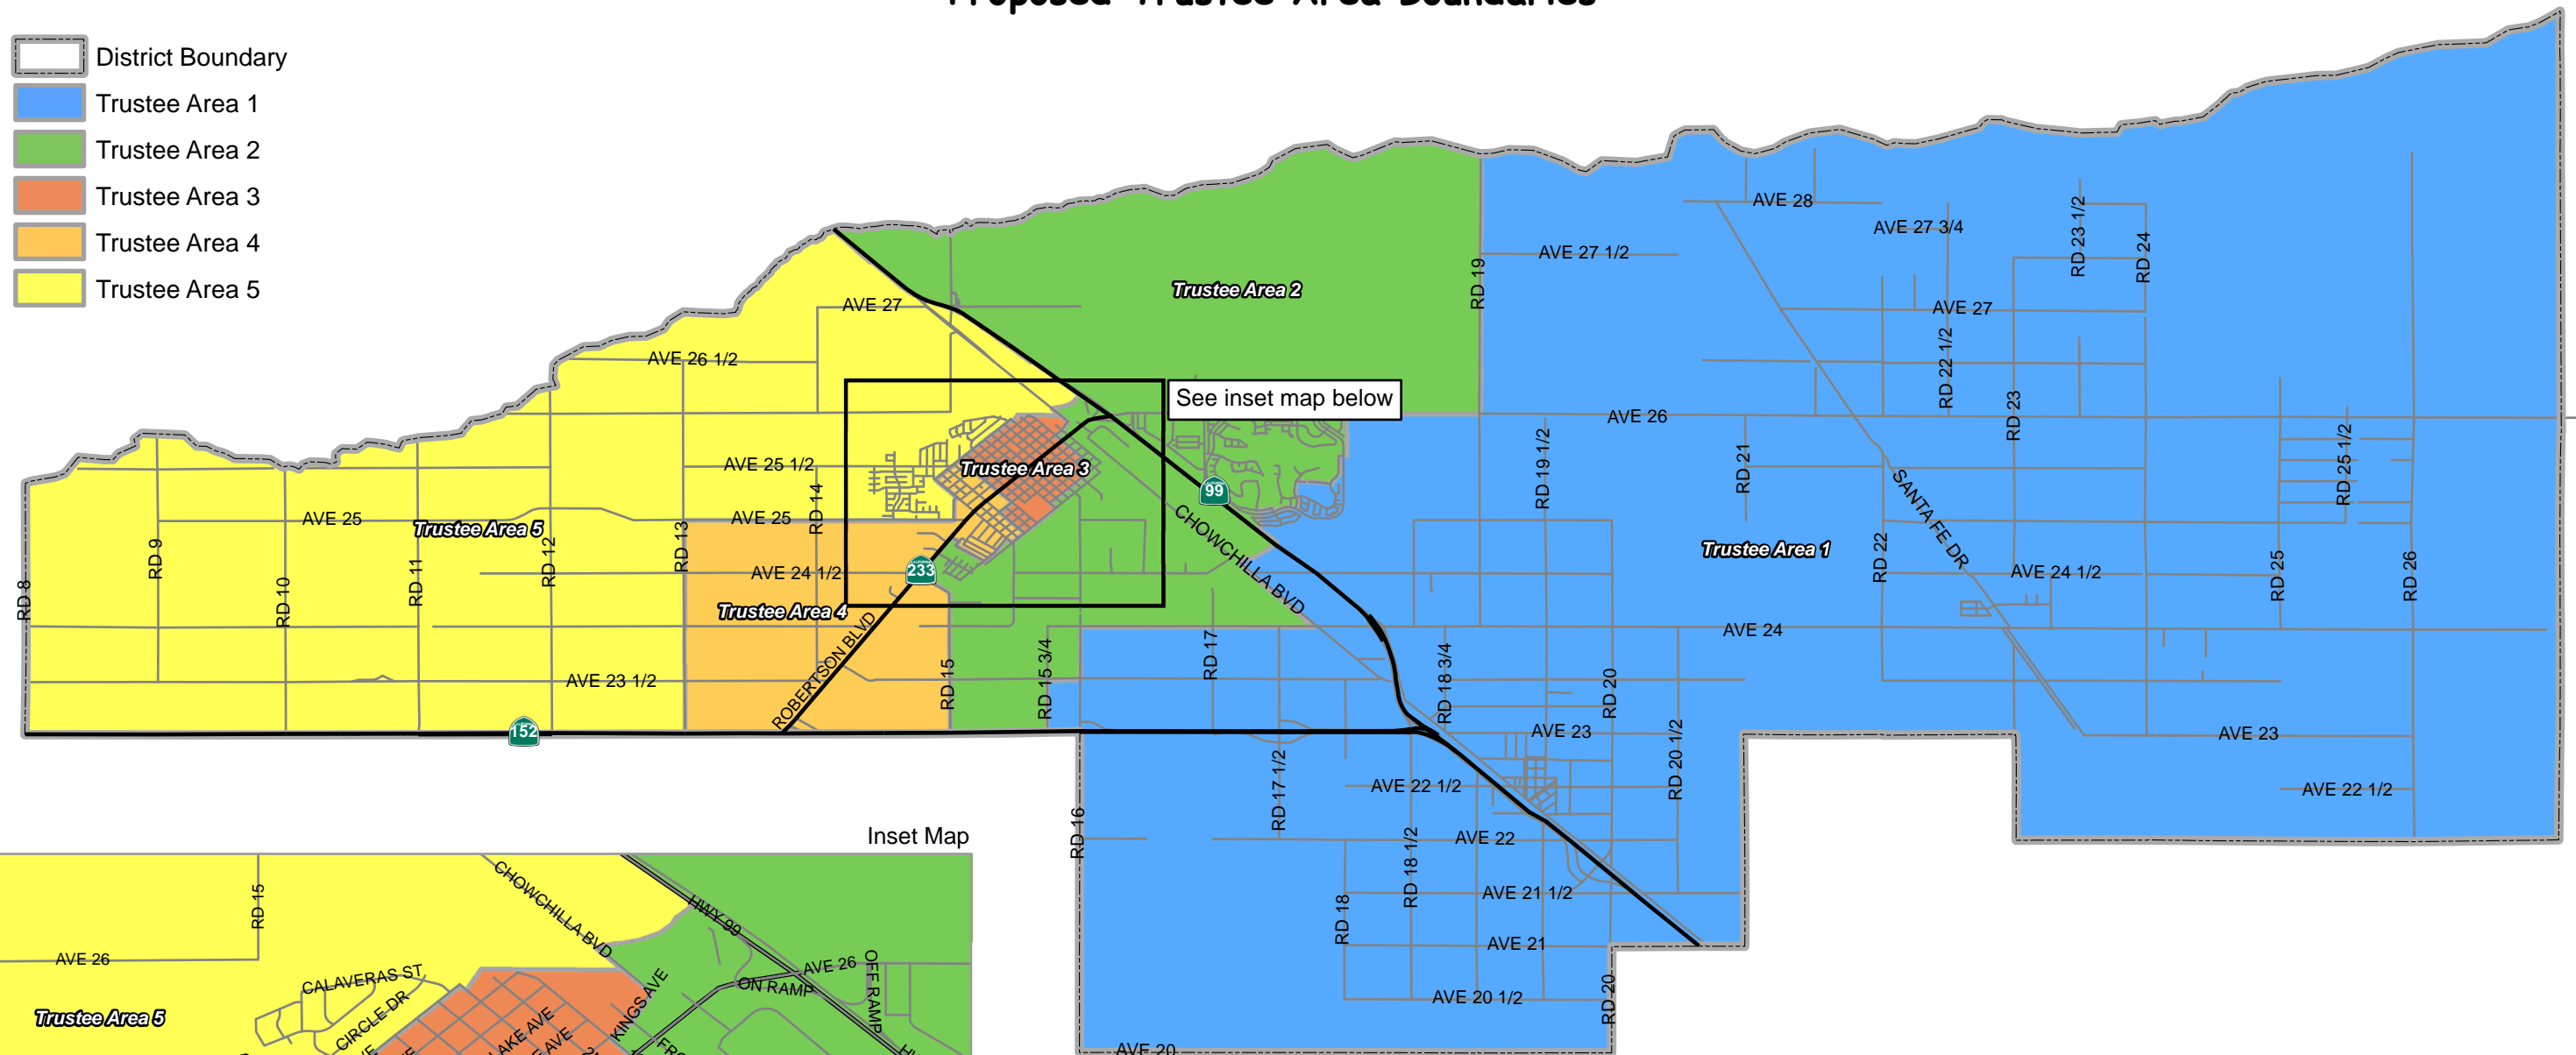 Proposed Trustee Area Boundaries
District Boundary
Trustee Area 1
Trustee Area 2
Trustee Area 3
Trustee Area 4
Trustee Area 5
AVE 28
AVE 27 3/4
RD 23 1/2
RD 24
AVE 27 1/2
RD 19
Trustee Area 2
AVE 27
AVE 27
AVE 26 1/2
RD 22 1/2
See inset map below
AVE 26
RD 23
Trustee Area 3
AVE 25 1/2
RD 14
99
RD 19 1/2
RD 21
SANTA FE DR
RD 25 1/2
AVE 25
Trustee Area 5
AVE 25
CHOWCHILLA BVD
Trustee Area 1
RD 8
RD 9
RD 10
RD 11
RD 12
RD 13
AVE 24 1/2
233
RD 22
AVE 24 1/2
RD 25
RD 26
Trustee Area 4
ROBERTSON BLVD
AVE 24
AVE 23 1/2
RD 15
RD 15 3/4
RD 17
RD 18 3/4
RD 20
152
AVE 23
RD 20 1/2
AVE 23
RD 17 1/2
AVE 22 1/2
AVE 22 1/2
RD 16
AVE 22
RD 18 1/2
AVE 21 1/2
RD 18
AVE 21
AVE 20 1/2
RD 20
AVE 20
Inset Map
CHOWCHILLA BVD
RD 15
HWY 99
AVE 26
AVE 26
OFF RAMP
ON RAMP
CALAVERAS ST
CIRCLE DR
KINGS AVE
LAKE AVE
Trustee Area 5